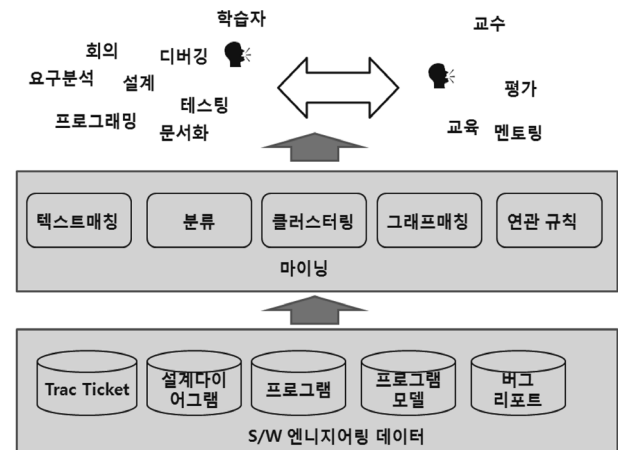 학습자
교수
회의
디버깅
요구분석
설계
평가
테스팅
프로그래밍
문서화
교육
멘토링
텍스트매칭
분류
클러스터링
그래프매칭
연관 규칙
마이닝
Trac Ticket
설계다이
어그램
프로그램
프로그램
모델
버그
리포트
S/W 엔니지어링 데이터